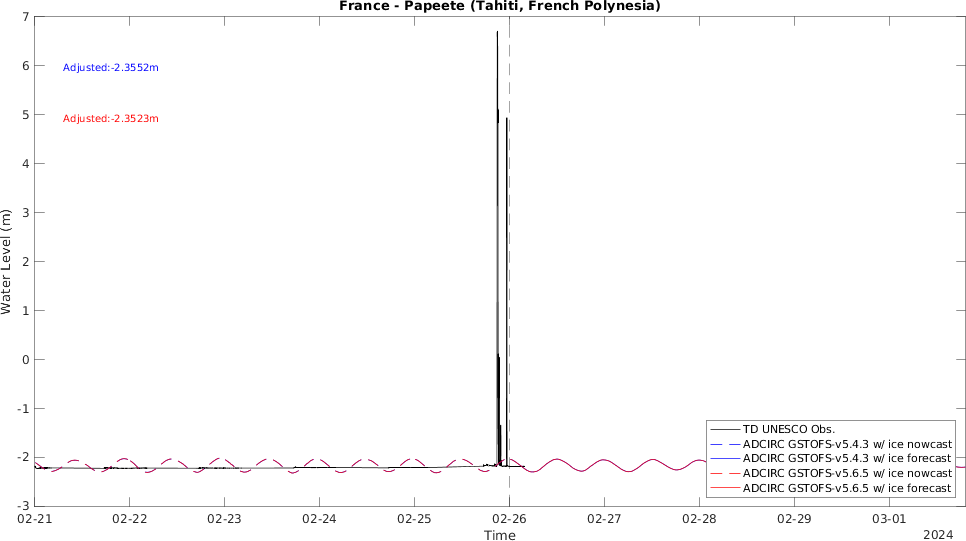 France - Papeete (Tahiti, French Polynesia)
7
6
5
4
3
2
1
0
-1
-2
-3
Water Level (m)
Adjusted:-2.3552m
Adjusted:-2.3523m
TD UNESCO Obs.
ADCIRC GSTOFS-v5.4.3 w/ ice nowcast
ADCIRC GSTOFS-v5.4.3 w/ ice forecast
ADCIRC GSTOFS-v5.6.5 w/ ice nowcast
ADCIRC GSTOFS-v5.6.5 w/ ice forecast
02-21 02-22 02-23 02-24 02-25 02-26 02-27 02-28 02-29 03-01
Time
2024